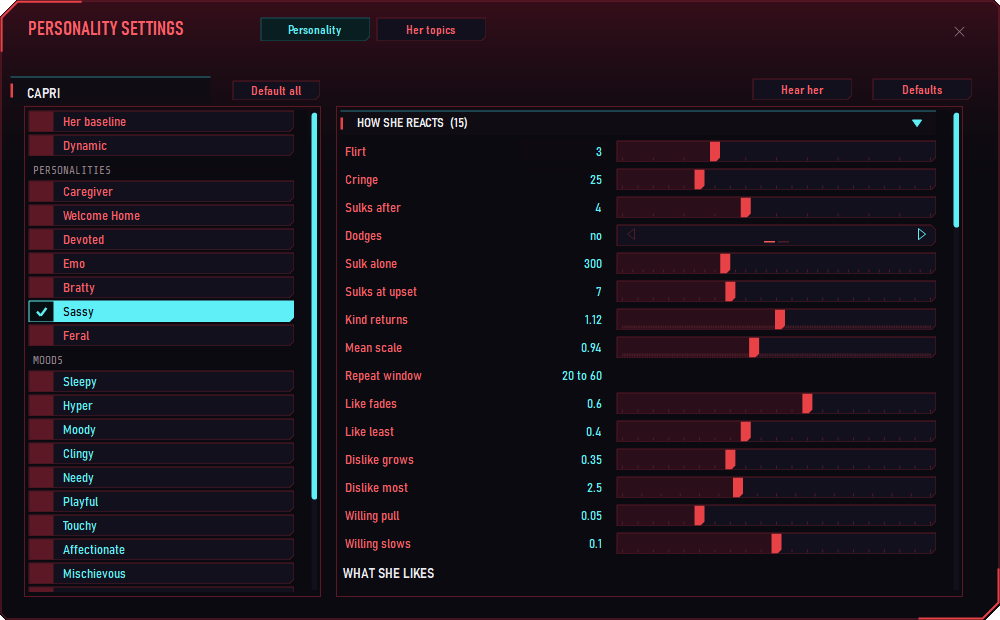 PERSONALITY SETTINGS
Personality
Her topics
CAPRI
Default all
Hear her
Defaults
Her baseline
Dynamic
PERSONALITIES
Caregiver
Welcome Home
Devoted
Emo
Bratty
Sassy
Feral
MOODS
Sleepy
Hyper
Moody
Clingy
Needy
Playful
Touchy
Affectionate
Mischievous
HOW SHE REACTS (15)
Flirt 3
Cringe 25
Sulks after 4
Dodges no
Sulk alone 300
Sulks at upset 7
Kind returns 1.12
Mean scale 0.94
Repeat window 20 to 60
Like fades 0.6
Like least 0.4
Dislike grows 0.35
Dislike most 2.5
Willing pull 0.05
Willing slows 0.1
WHAT SHE LIKES